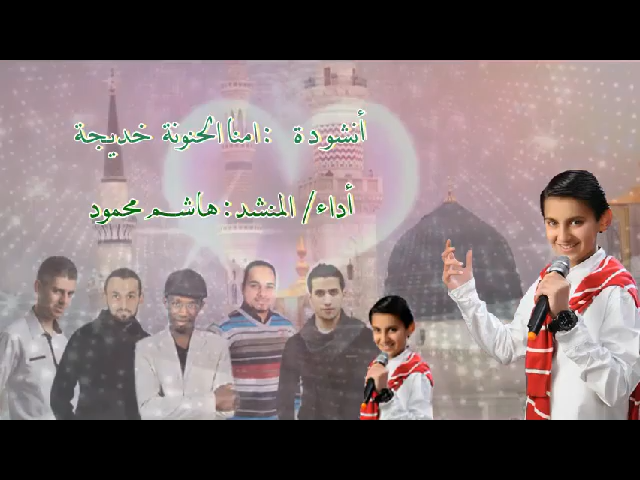 أنشودة : امنا الحنونة خديجة
أداء/ المنشد : هاشم محمود